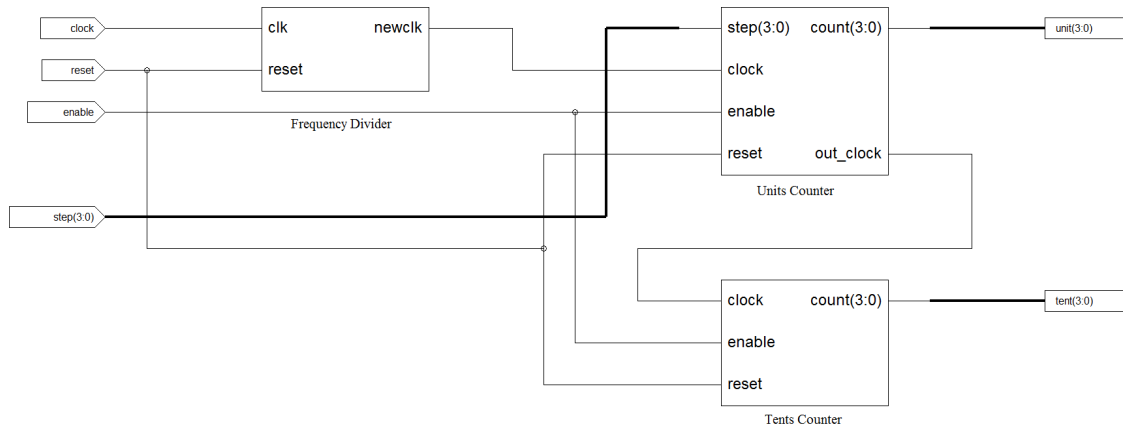 clock
reset
enable
step(3:0)
clk newclk
reset
Frequency Divider
step(3:0) count(3:0)
clock
enable
reset out_clock
Units Counter
clock count(3:0)
enable
reset
Tents Counter
unit(3:0)
tent(3:0)